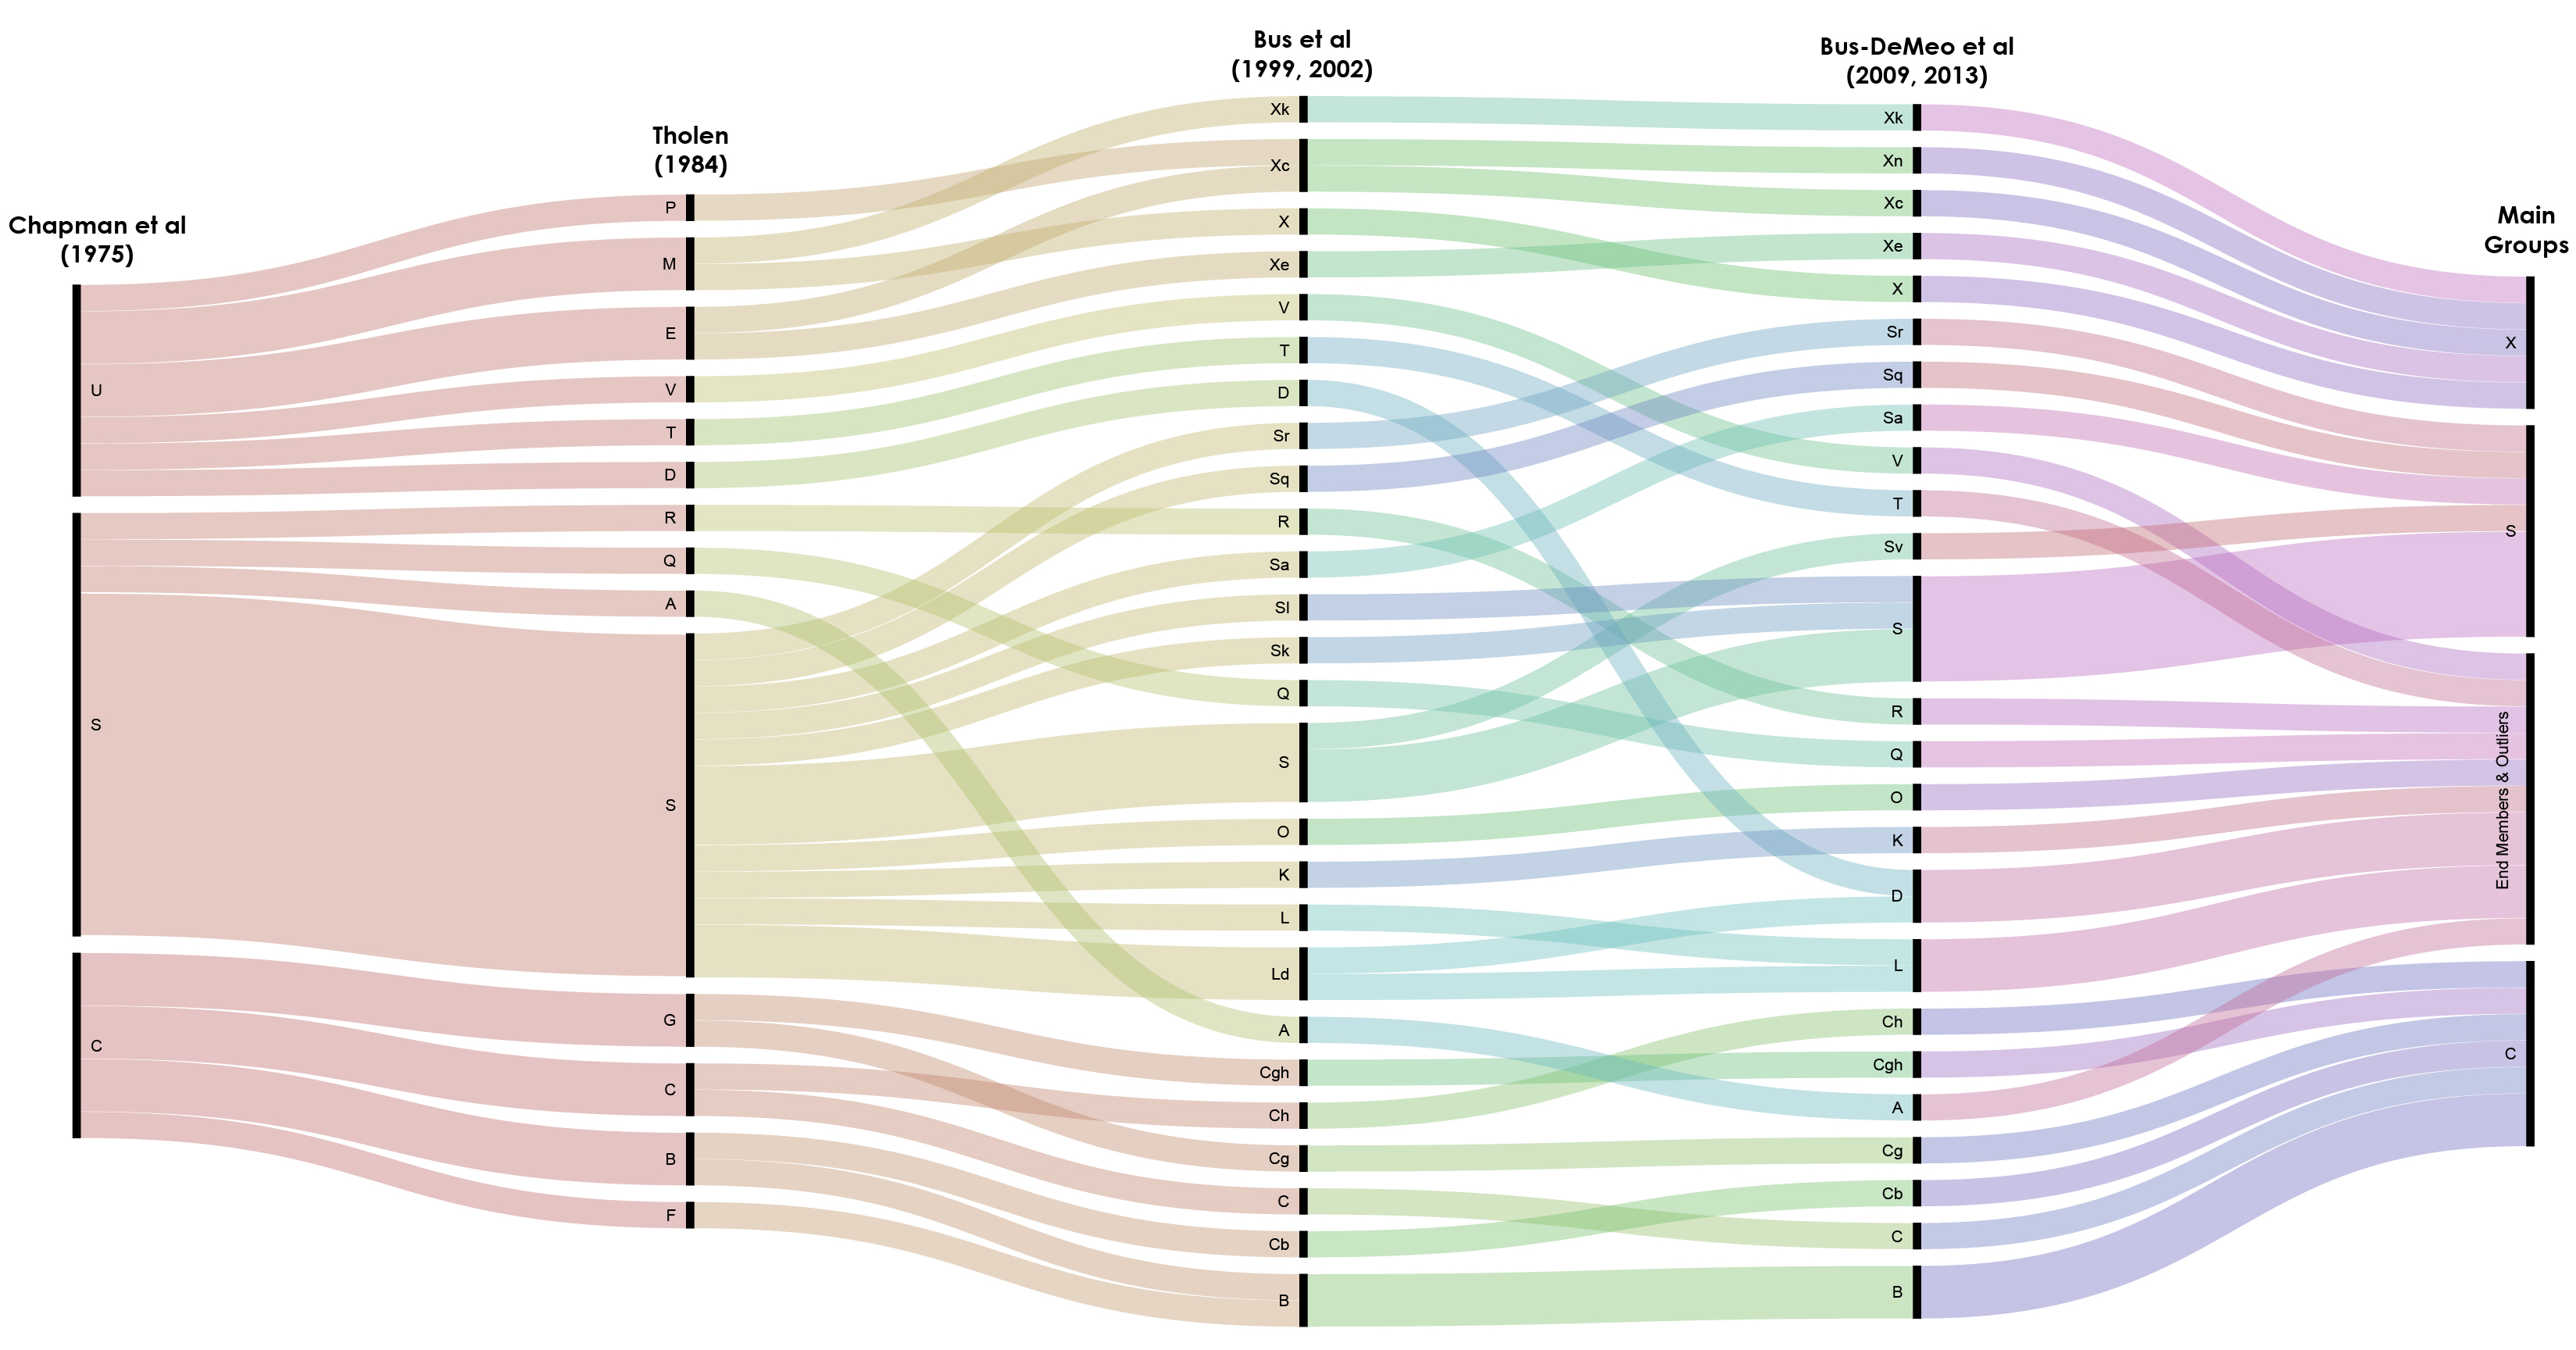 Chapman et al
(1975)
U
S
C
Tholen
(1984)
P
M
E
V
T
D
R
Q
A
S
G
C
B
F
Bus et al
(1999, 2002)
Xk
Xc
X
Xe
V
T
D
Sr
Sq
R
Sa
Sl
Sk
Q
S
O
K
L
Ld
A
Cgh
Ch
Cg
C
Cb
B
Bus-DeMeo et al
(2009, 2013)
Xk
Xn
Xc
Xe
X
Sr
Sq
Sa
V
T
Sv
S
R
Q
O
K
D
L
Ch
Cgh
A
Cg
Cb
C
B
Main
Groups
X
S
End Members & Outliers
C